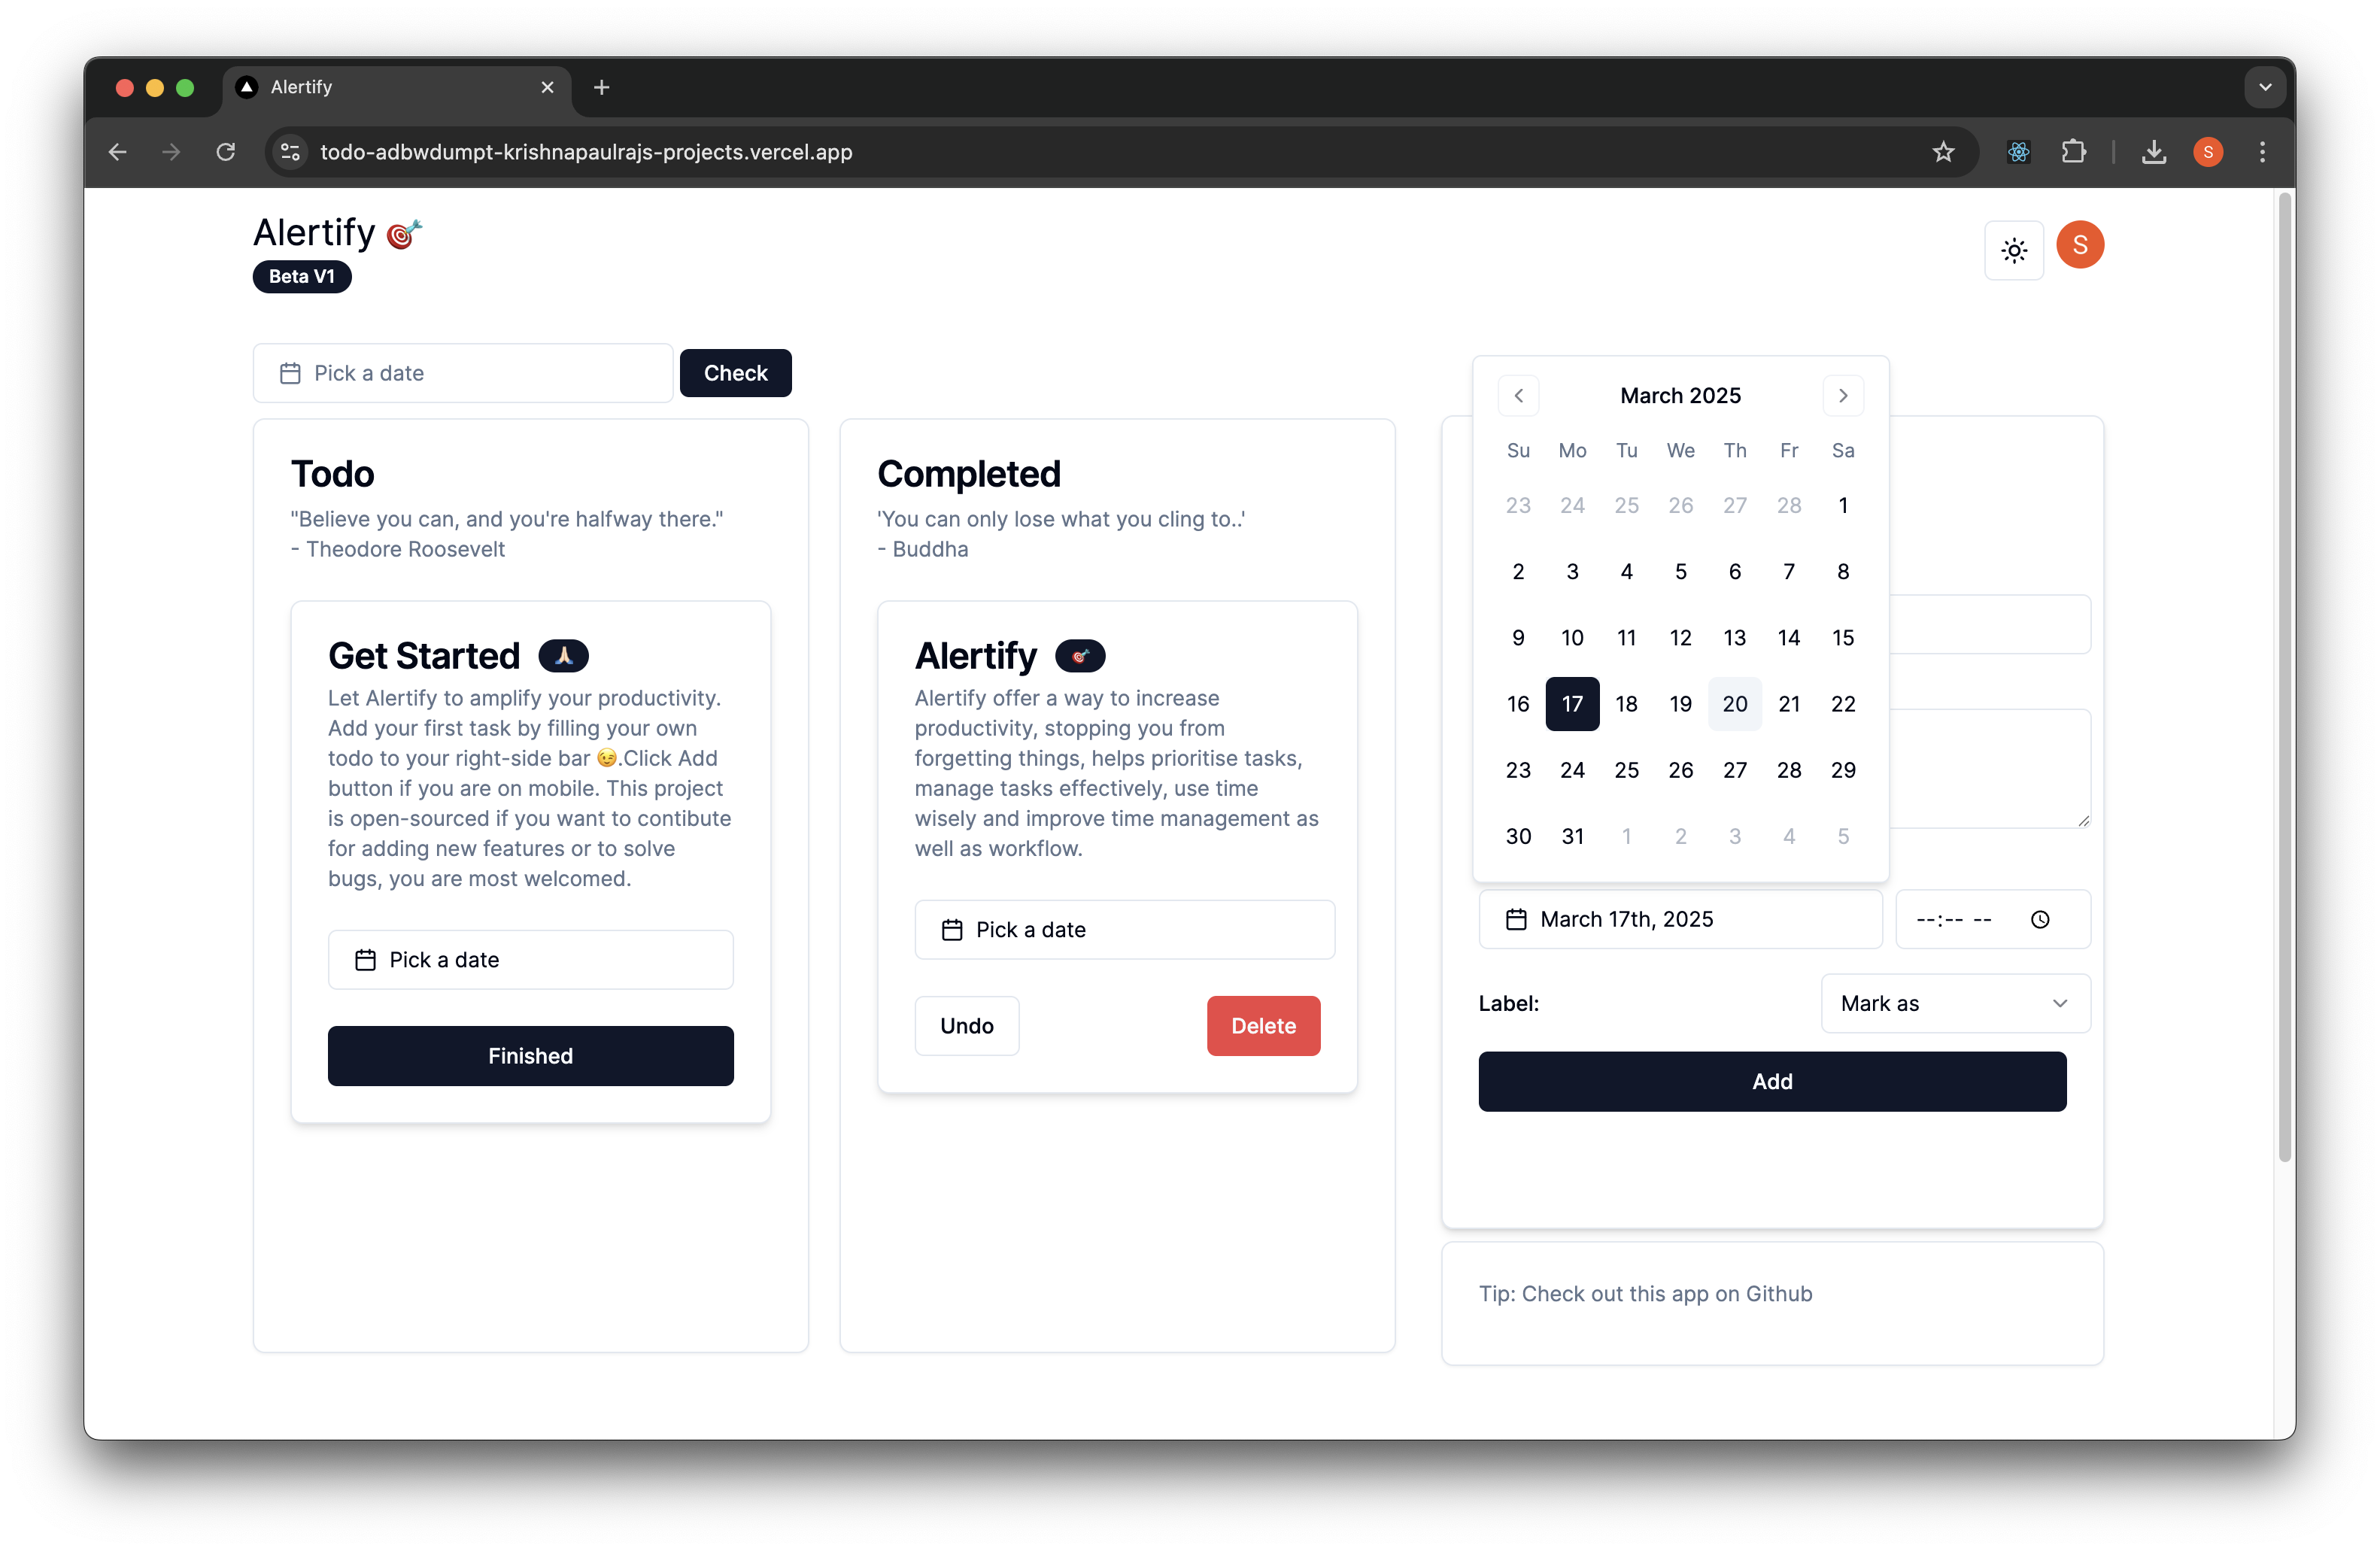 Alertify
todo-adbwdumpt-krishnapaulrajs-projects.vercel.app
S
Alertify 🎯
Beta V1
S
Pick a date
Check
Todo
"Believe you can, and you're halfway there."
- Theodore Roosevelt
Get Started 🙏🏻
Let Alertify to amplify your productivity.
Add your first task by filling your own
todo to your right-side bar 😉.Click Add
button if you are on mobile. This project
is open-sourced if you want to contibute
for adding new features or to solve
bugs, you are most welcomed.
Pick a date
Finished
Completed
'You can only lose what you cling to..'
- Buddha
Alertify 🎯
Alertify offer a way to increase
productivity, stopping you from
forgetting things, helps prioritise tasks,
manage tasks effectively, use time
wisely and improve time management as
well as workflow.
Pick a date
Undo
Delete
March 2025
Su Mo Tu We Th Fr Sa
23 24 25 26 27 28 1
2 3 4 5 6 7 8
9 10 11 12 13 14 15
16 17 18 19 20 21 22
23 24 25 26 27 28 29
30 31 1 2 3 4 5
March 17th, 2025
--:-- --
Label:
Mark as
Add
Tip: Check out this app on Github